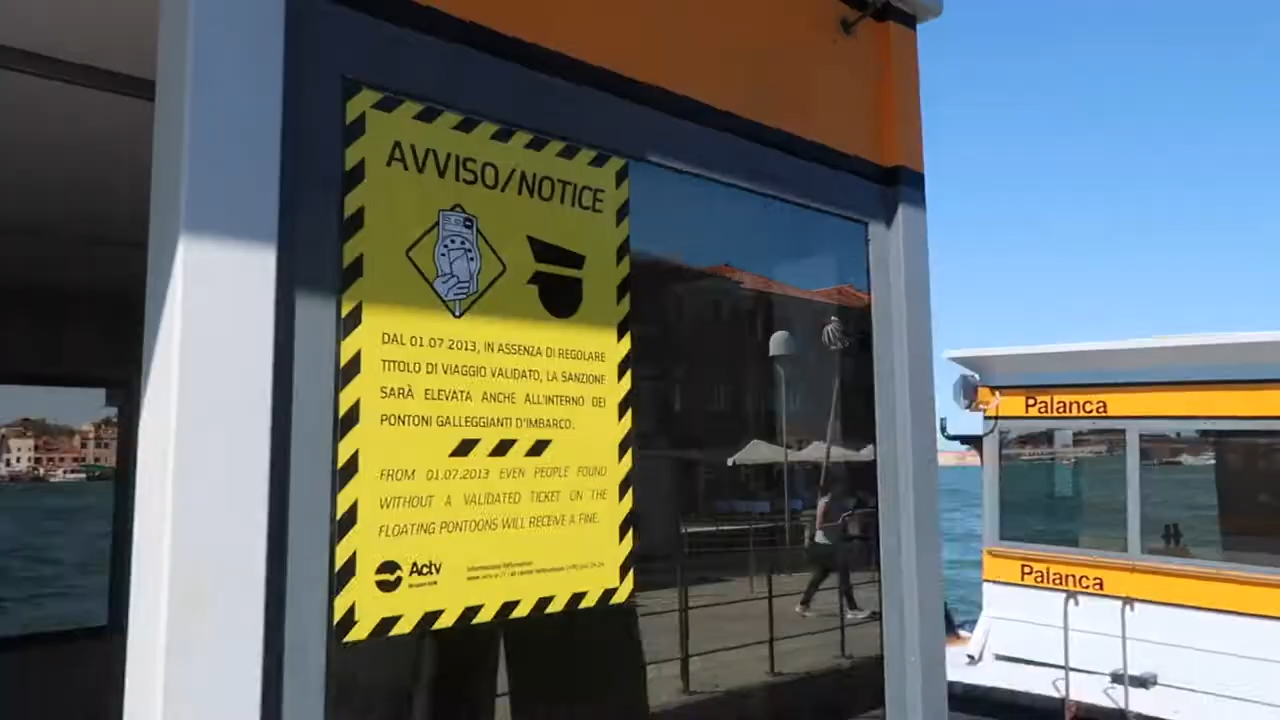 AVVISO/NOTICE
DAL 01.07 2013, IN ASSENZA DI REGOLARE
TITOLO DI VIAGGIO VALIDATO, LA SANZIONE
SARÀ ELEVATA ANCHE ALL'INTERNO DEI
PONTONI GALLEGGIANTI D'IMBARCO.
FROM 01.07.2013 EVEN PEOPLE FOUND
WITHOUT A VALIDATED TICKET ON THE
FLOATING PONTOONS WILL RECEIVE A FINE.
Actv
Palanca
Palanca